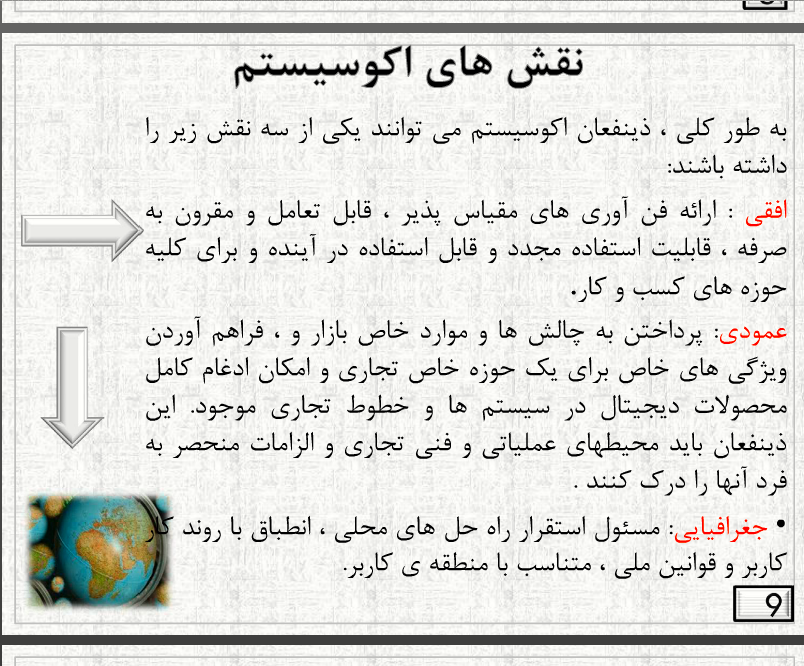 نقش های اکوسیستم
به طور کلی ، ذینفعان اکوسیستم می توانند یکی از سه نقش زیر را
داشته باشند:
افقی : ارائه فن آوری های مقیاس پذیر ، قابل تعامل و مقرون به
صرفه ، قابلیت استفاده مجدد و قابل استفاده در آینده و برای کلیه
حوزه های کسب و کار.
عمودی: پرداختن به چالش ها و موارد خاص بازار و ، فراهم آوردن
ویژگی های خاص برای یک حوزه خاص تجاری و امکان ادغام کامل
محصولات دیجیتال در سیستم ها و خطوط تجاری موجود. این
ذینفعان باید محیطهای عملیاتی و فنی تجاری و الزامات منحصر به
فرد آنها را درک کنند .
• جغرافیایی: مسئول استقرار راه حل های محلی ، انطباق با روند کار
کاربر و قوانین ملی ، متناسب با منطقه ی کاربر.
9